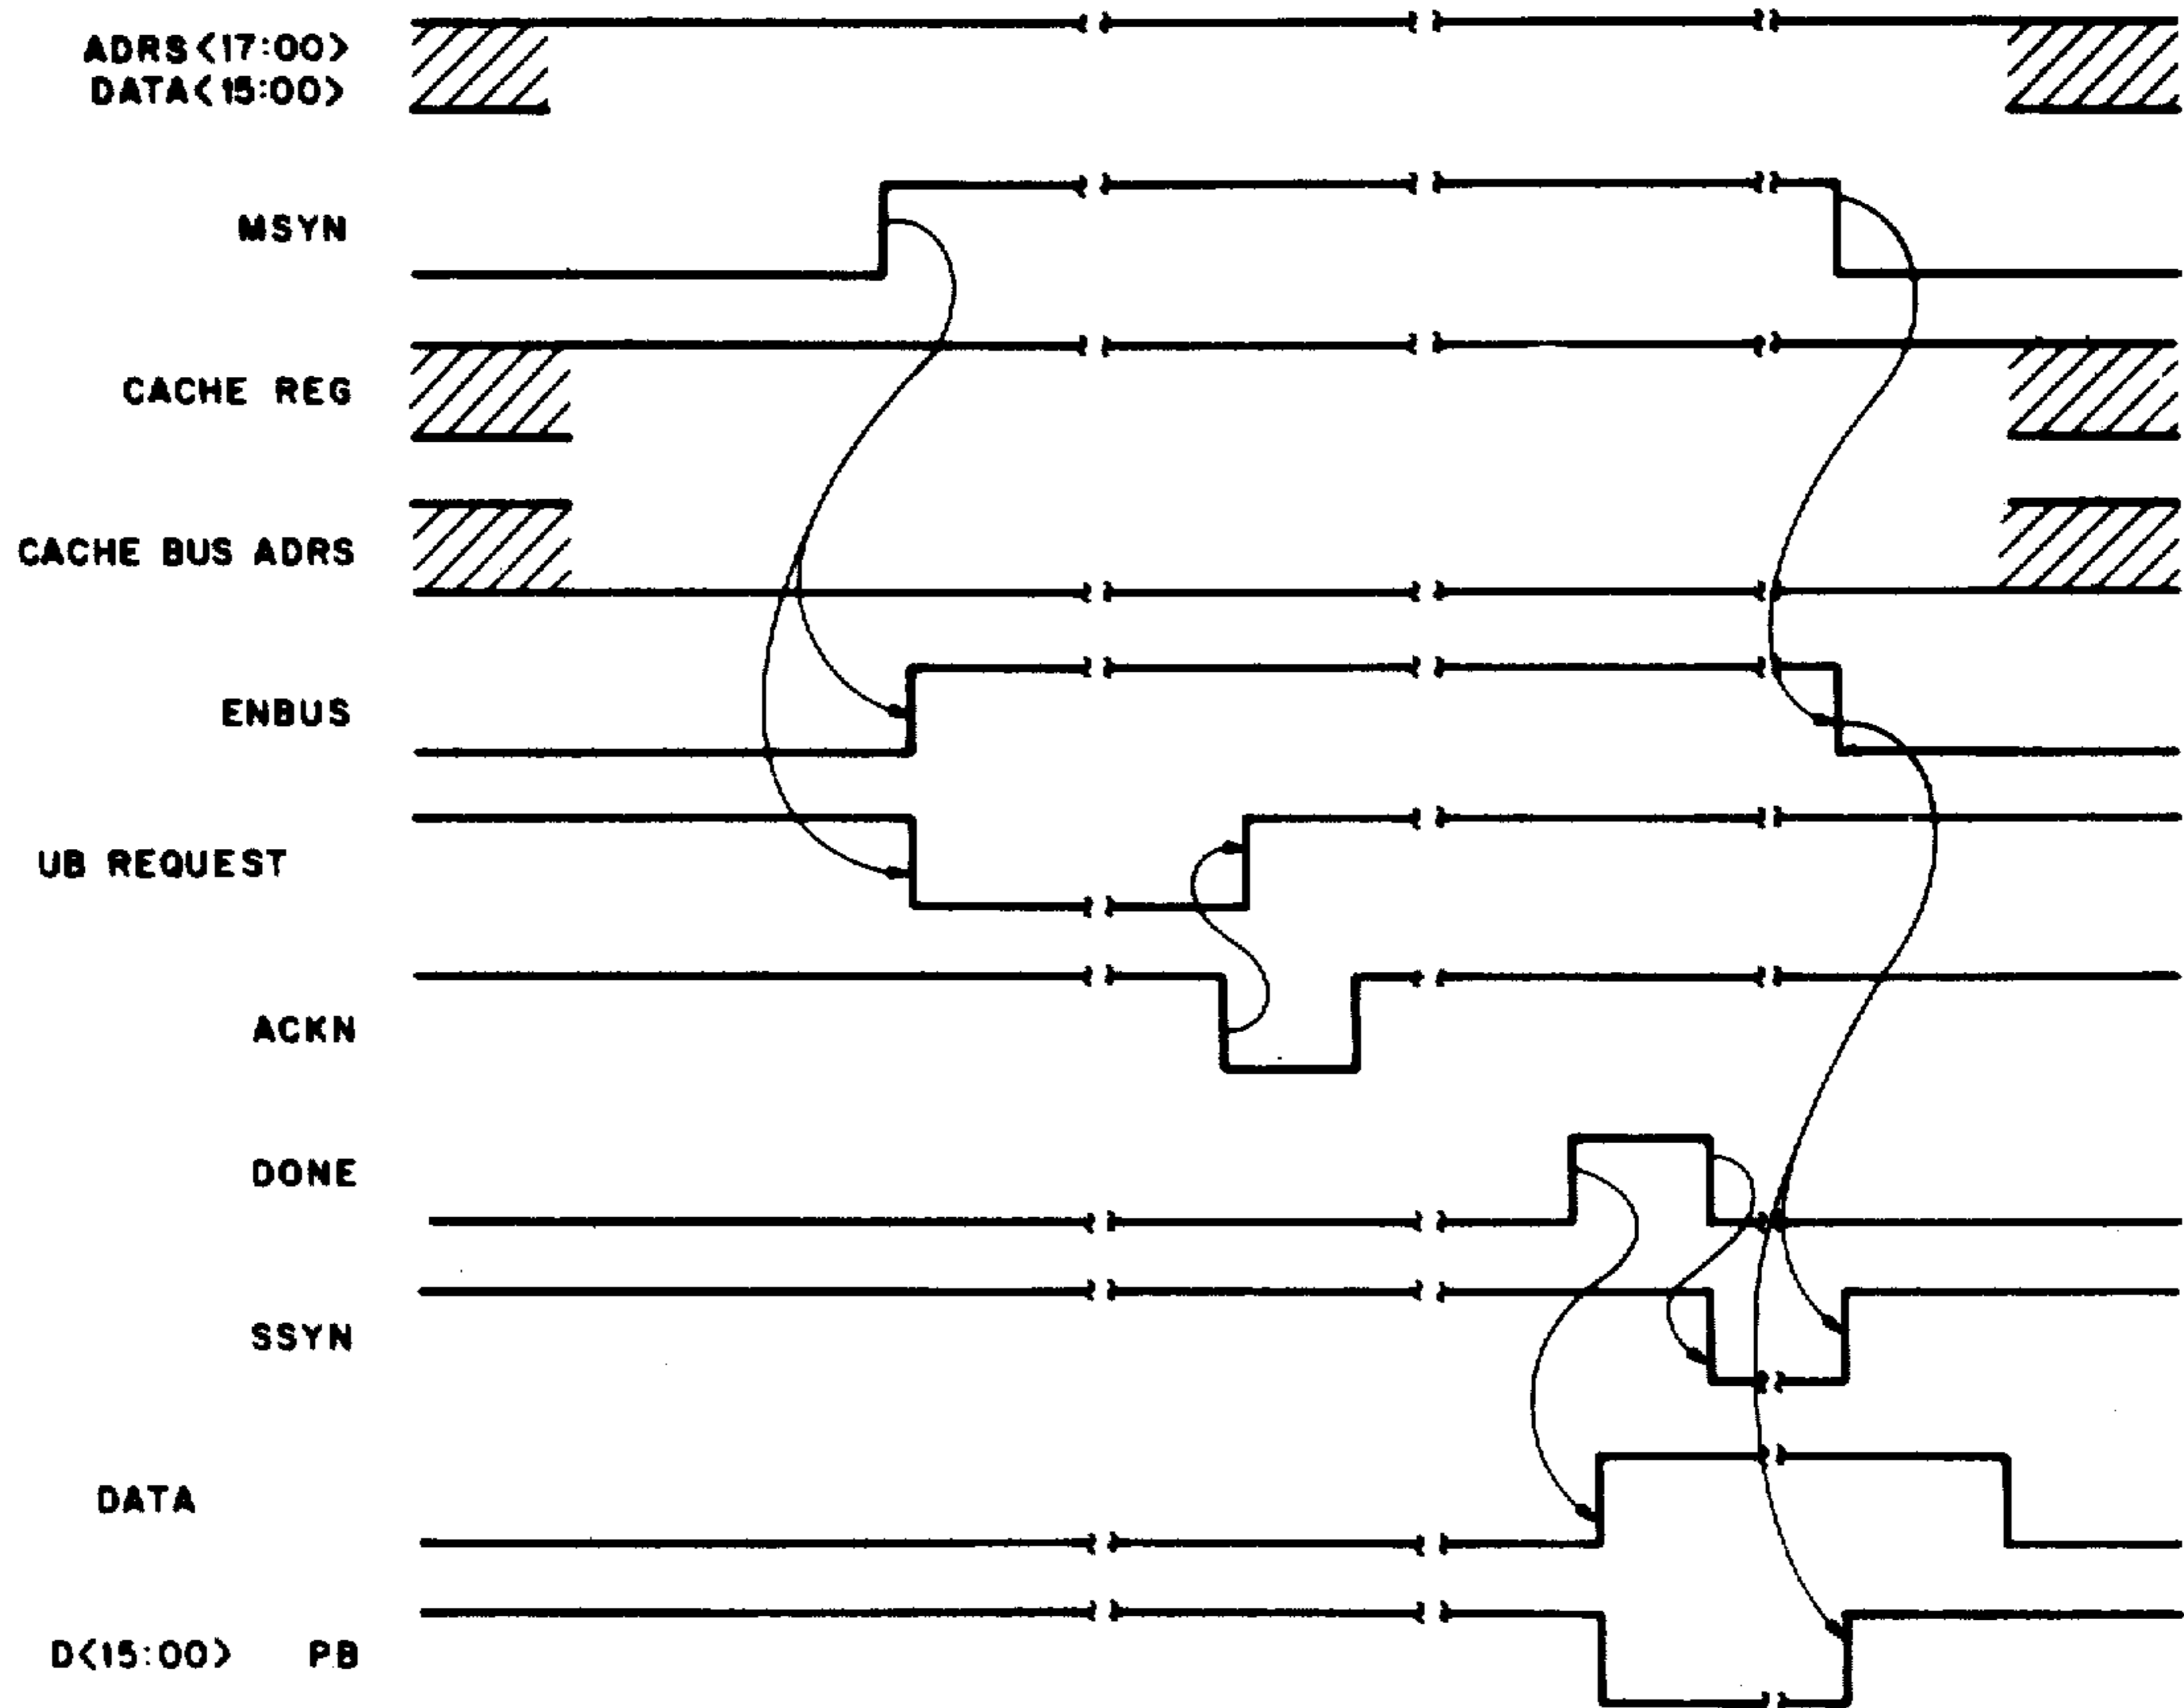 ADRS<17:00>
DATA<15:00>
MSYN
CACHE REG
CACHE BUS ADRS
ENBUS
UB REQUEST
ACKN
DONE
SSYN
DATA
D<15:00> PB